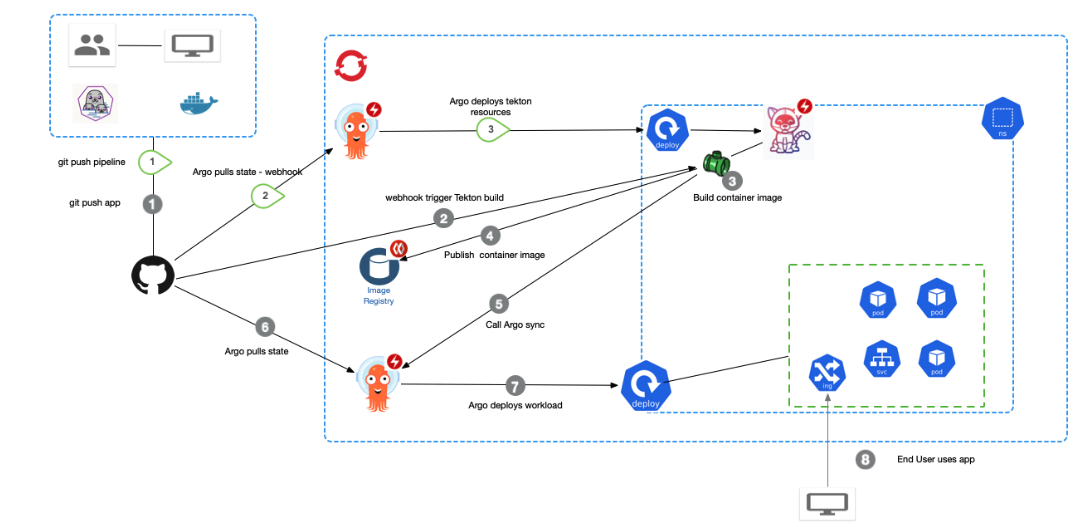 git push pipeline
1
git push app
1
Argo pulls state - webhook
2
Argo deploys tekton
resources
3
deploy
ns
webhook trigger Tekton build
2
3
Build container image
4
Publish container image
Image
Registry
5
Call Argo sync
6
Argo pulls state
7
Argo deploys workload
deploy
pod
pod
ing
svc
pod
8
End User uses app